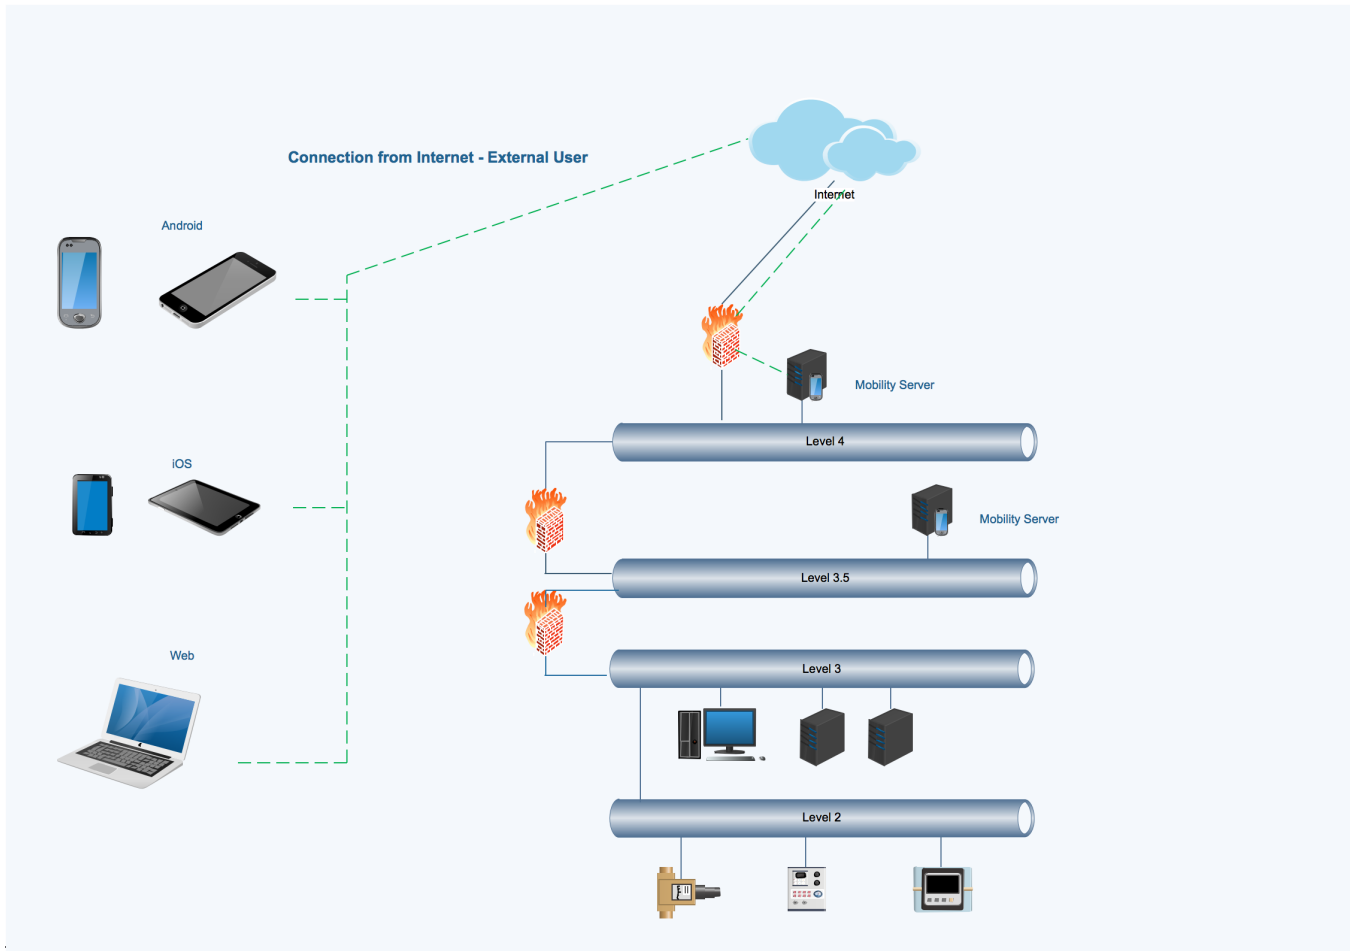 Connection from Internet - External User
Internet
Android
Mobility Server
Level 4
iOS
Mobility Server
Level 3.5
Web
Level 3
Level 2